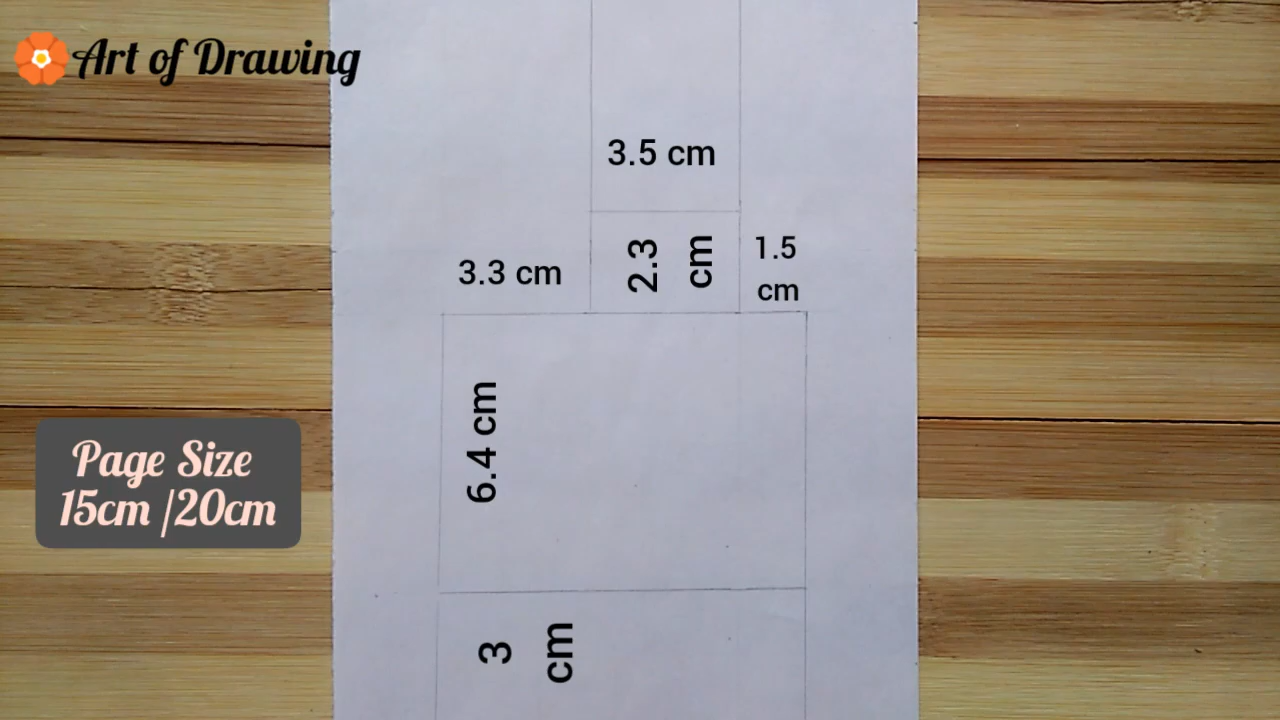 Art of Drawing
3.5 cm
3.3 cm
2.3
cm
1.5
cm
6.4 cm
Page Size
15cm /20cm
3
cm